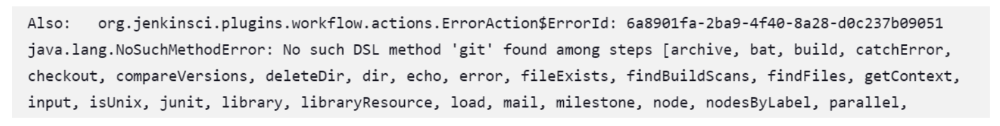 Also:   org.jenkinsci.plugins.workflow.actions.ErrorAction$ErrorId: 6a8901fa-2ba9-4f40-8a28-d0c237b09051
java.lang.NoSuchMethodError: No such DSL method 'git' found among steps [archive, bat, build, catchError,
checkout, compareVersions, deleteDir, dir, echo, error, fileExists, findBuildScans, findFiles, getContext,
input, isUnix, junit, library, libraryResource, load, mail, milestone, node, nodesByLabel, parallel,